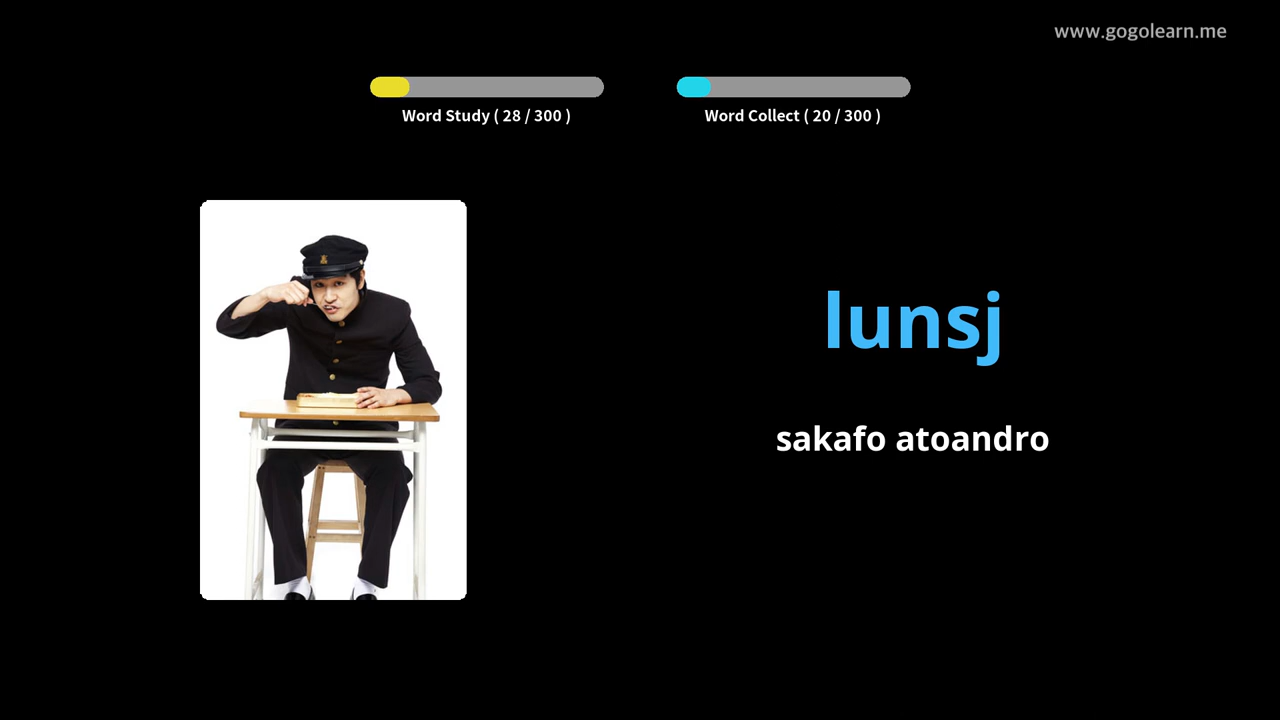 www.gogolearn.me
Word Study ( 28 / 300 )
Word Collect ( 20 / 300 )
lunsj
sakafo atoandro